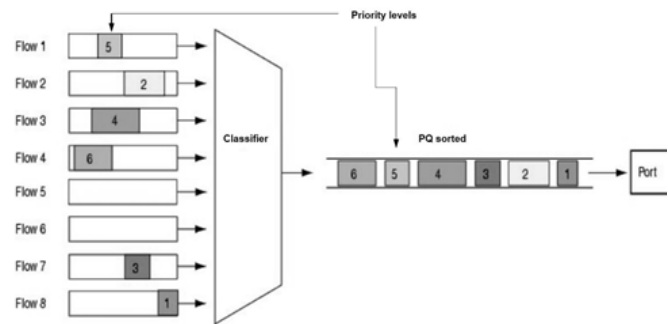 Priority levels
Flow 1 5
Flow 2 2
Flow 3 4
Flow 4 6
Flow 5
Flow 6
Flow 7 3
Flow 8 1
Classifier
PQ sorted
6 5 4 3 2 1
Port